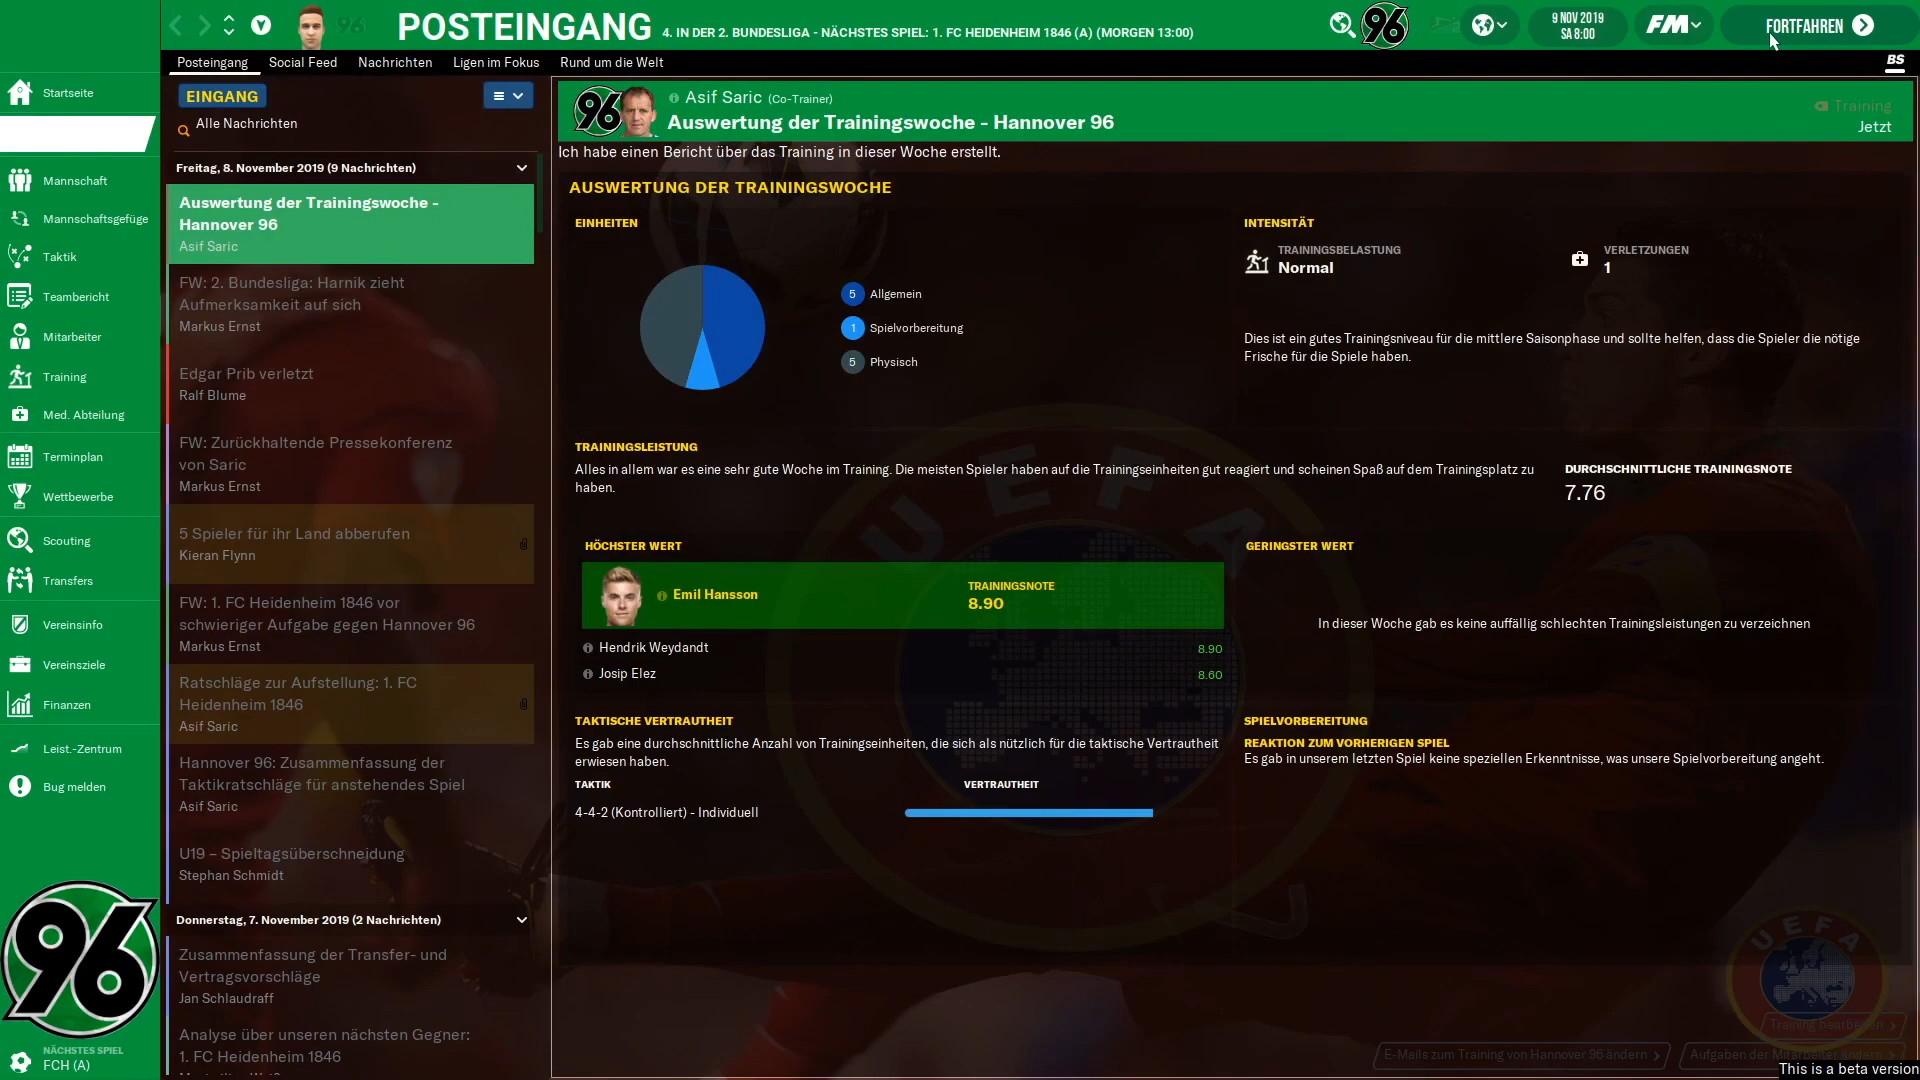 POSTEINGANG
4. IN DER 2. BUNDESLIGA - NÄCHSTES SPIEL: 1. FC HEIDENHEIM 1846 (A) (MORGEN 13:00)
96
9 NOV 2019
SA 8:00
FM
FORTFAHREN
Posteingang
Social Feed
Nachrichten
Ligen im Fokus
Rund um die Welt
BS
Startseite
Mannschaft
Mannschaftsgefüge
Taktik
Teambericht
Mitarbeiter
Training
Med. Abteilung
Terminplan
Wettbewerbe
Scouting
Transfers
Vereinsinfo
Vereinsziele
Finanzen
Leist.-Zentrum
Bug melden
96
NÄCHSTES SPIEL
FCH (A)
EINGANG
Alle Nachrichten
Freitag, 8. November 2019 (9 Nachrichten)
Auswertung der Trainingswoche -
Hannover 96
Asif Saric
FW: 2. Bundesliga: Harnik zieht
Aufmerksamkeit auf sich
Markus Ernst
Edgar Prib verletzt
Ralf Blume
FW: Zurückhaltende Pressekonferenz
von Saric
Markus Ernst
5 Spieler für ihr Land abberufen
Kieran Flynn
FW: 1. FC Heidenheim 1846 vor
schwieriger Aufgabe gegen Hannover 96
Markus Ernst
Ratschläge zur Aufstellung: 1. FC
Heidenheim 1846
Asif Saric
Hannover 96: Zusammenfassung der
Taktikratschläge für anstehendes Spiel
Asif Saric
U19 – Spieltagsüberschneidung
Stephan Schmidt
Donnerstag, 7. November 2019 (2 Nachrichten)
Zusammenfassung der Transfer- und
Vertragsvorschläge
Jan Schlaudraff
Analyse über unseren nächsten Gegner:
1. FC Heidenheim 1846
96
Asif Saric (Co-Trainer)
Auswertung der Trainingswoche - Hannover 96
Training
Jetzt
Ich habe einen Bericht über das Training in dieser Woche erstellt.
AUSWERTUNG DER TRAININGSWOCHE
EINHEITEN
5 Allgemein
1 Spielvorbereitung
5 Physisch
INTENSITÄT
TRAININGSBELASTUNG
Normal
VERLETZUNGEN
1
Dies ist ein gutes Trainingsniveau für die mittlere Saisonphase und sollte helfen, dass die Spieler die nötige
Frische für die Spiele haben.
TRAININGSLEISTUNG
Alles in allem war es eine sehr gute Woche im Training. Die meisten Spieler haben auf die Trainingseinheiten gut reagiert und scheinen Spaß auf dem Trainingsplatz zu
haben.
DURCHSCHNITTLICHE TRAININGSNOTE
7.76
HÖCHSTER WERT
Emil Hansson
TRAININGSNOTE
8.90
Hendrik Weydandt 8.90
Josip Elez 8.60
GERINGSTER WERT
In dieser Woche gab es keine auffällig schlechten Trainingsleistungen zu verzeichnen
TAKTISCHE VERTRAUTHEIT
Es gab eine durchschnittliche Anzahl von Trainingseinheiten, die sich als nützlich für die taktische Vertrautheit
erwiesen haben.
TAKTIK VERTRAUTHEIT
4-4-2 (Kontrolliert) - Individuell
SPIELVORBEREITUNG
REAKTION ZUM VORHERIGEN SPIEL
Es gab in unserem letzten Spiel keine speziellen Erkenntnisse, was unsere Spielvorbereitung angeht.
UEFA
UEFA
Training bearbeiten
E-Mails zum Training von Hannover 96 ändern
Aufgaben der Mitarbeiter ändern
This is a beta version